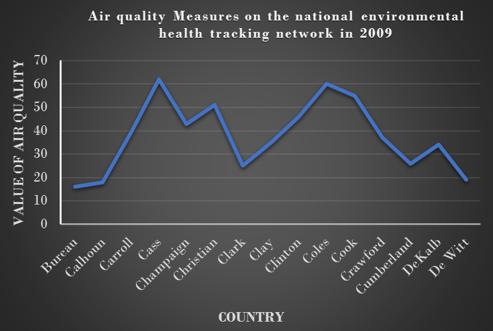 Air quality Measures on the national environmental
health tracking network in 2009
VALUE OF AIR QUALITY
70
60
50
40
30
20
10
0
Bureau
Calhoun
Carroll
Cass
Champaign
Christian
Clark
Clay
Clinton
Coles
Cook
Crawford
Cumberland
DeKalb
De Witt
COUNTRY